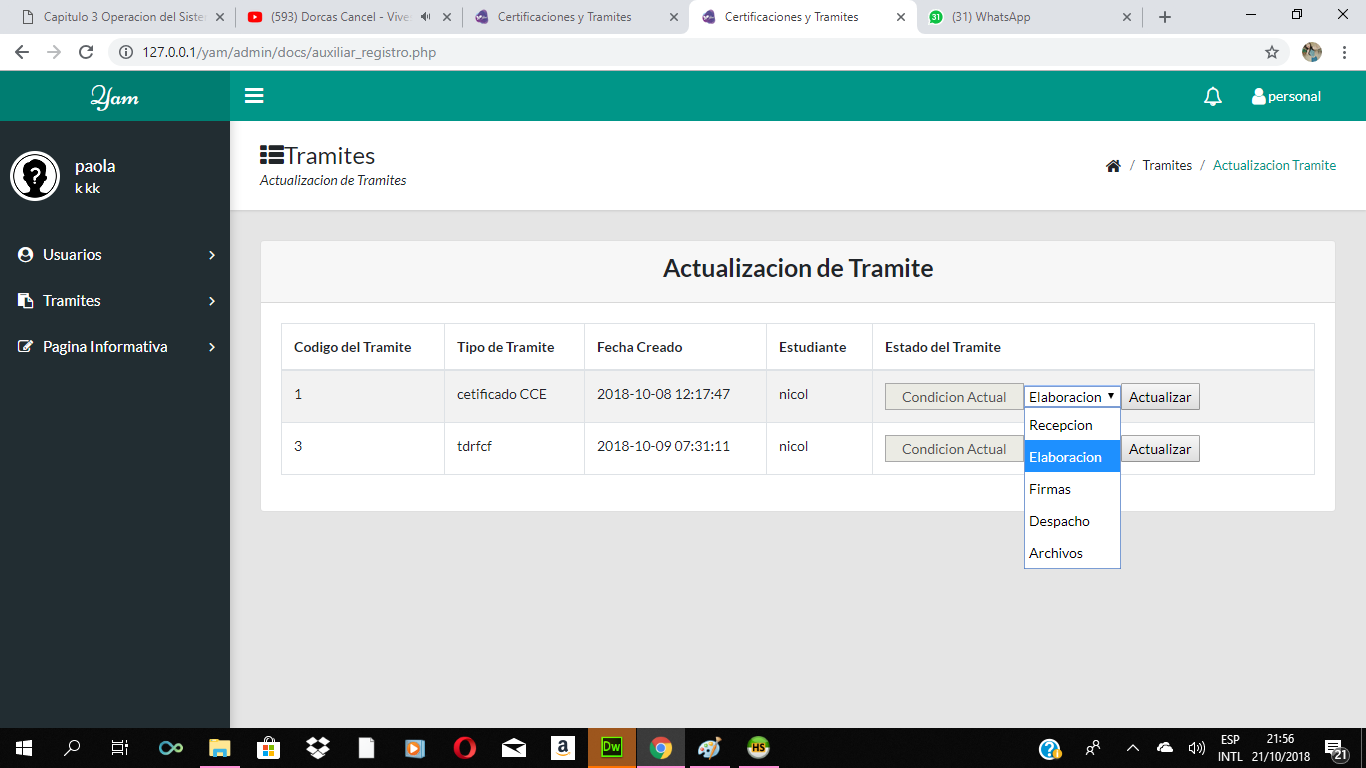 Capitulo 3 Operacion del Siste
(593) Dorcas Cancel - Vive
Certificaciones y Tramites
Certificaciones y Tramites
31
(31) WhatsApp
127.0.0.1/yam/admin/docs/auxiliar_registro.php
Yam
personal
paola
k kk
Usuarios
Tramites
Pagina Informativa
Tramites
Actualizacion de Tramites
/ Tramites / Actualizacion Tramite
Actualizacion de Tramite
Codigo del Tramite Tipo de Tramite Fecha Creado Estudiante Estado del Tramite
1 cetificado CCE 2018-10-08 12:17:47 nicol Condicion Actual Elaboracion Actualizar
3 tdrfcf 2018-10-09 07:31:11 nicol Condicion Actual Actualizar
Recepcion
Elaboracion
Firmas
Despacho
Archivos
a
Dw
HS
ESP
INTL
21:56
21/10/2018
21